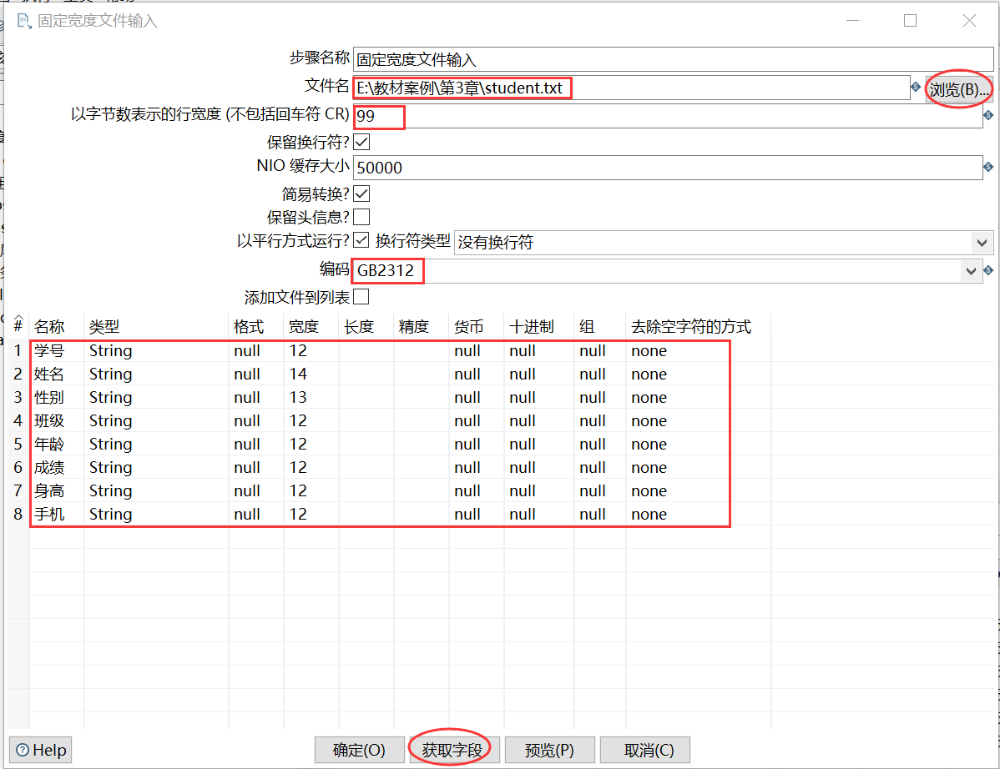 固定宽度文件输入
步骤名称 固定宽度文件输入
文件名 E:\教材案例\第3章\student.txt 浏览(B)...
以字节数表示的行宽度 (不包括回车符 CR) 99
保留换行符?
NIO 缓存大小 50000
简易转换?
保留头信息?
以平行方式运行? 换行符类型 没有换行符
编码 GB2312
添加文件到列表
# 名称 类型 格式 宽度 长度 精度 货币 十进制 组 去除空字符的方式
1 学号 String null 12 null null null none
2 姓名 String null 14 null null null none
3 性别 String null 13 null null null none
4 班级 String null 12 null null null none
5 年龄 String null 12 null null null none
6 成绩 String null 12 null null null none
7 身高 String null 12 null null null none
8 手机 String null 12 null null null none
Help 确定(O) 获取字段 预览(P) 取消(C)